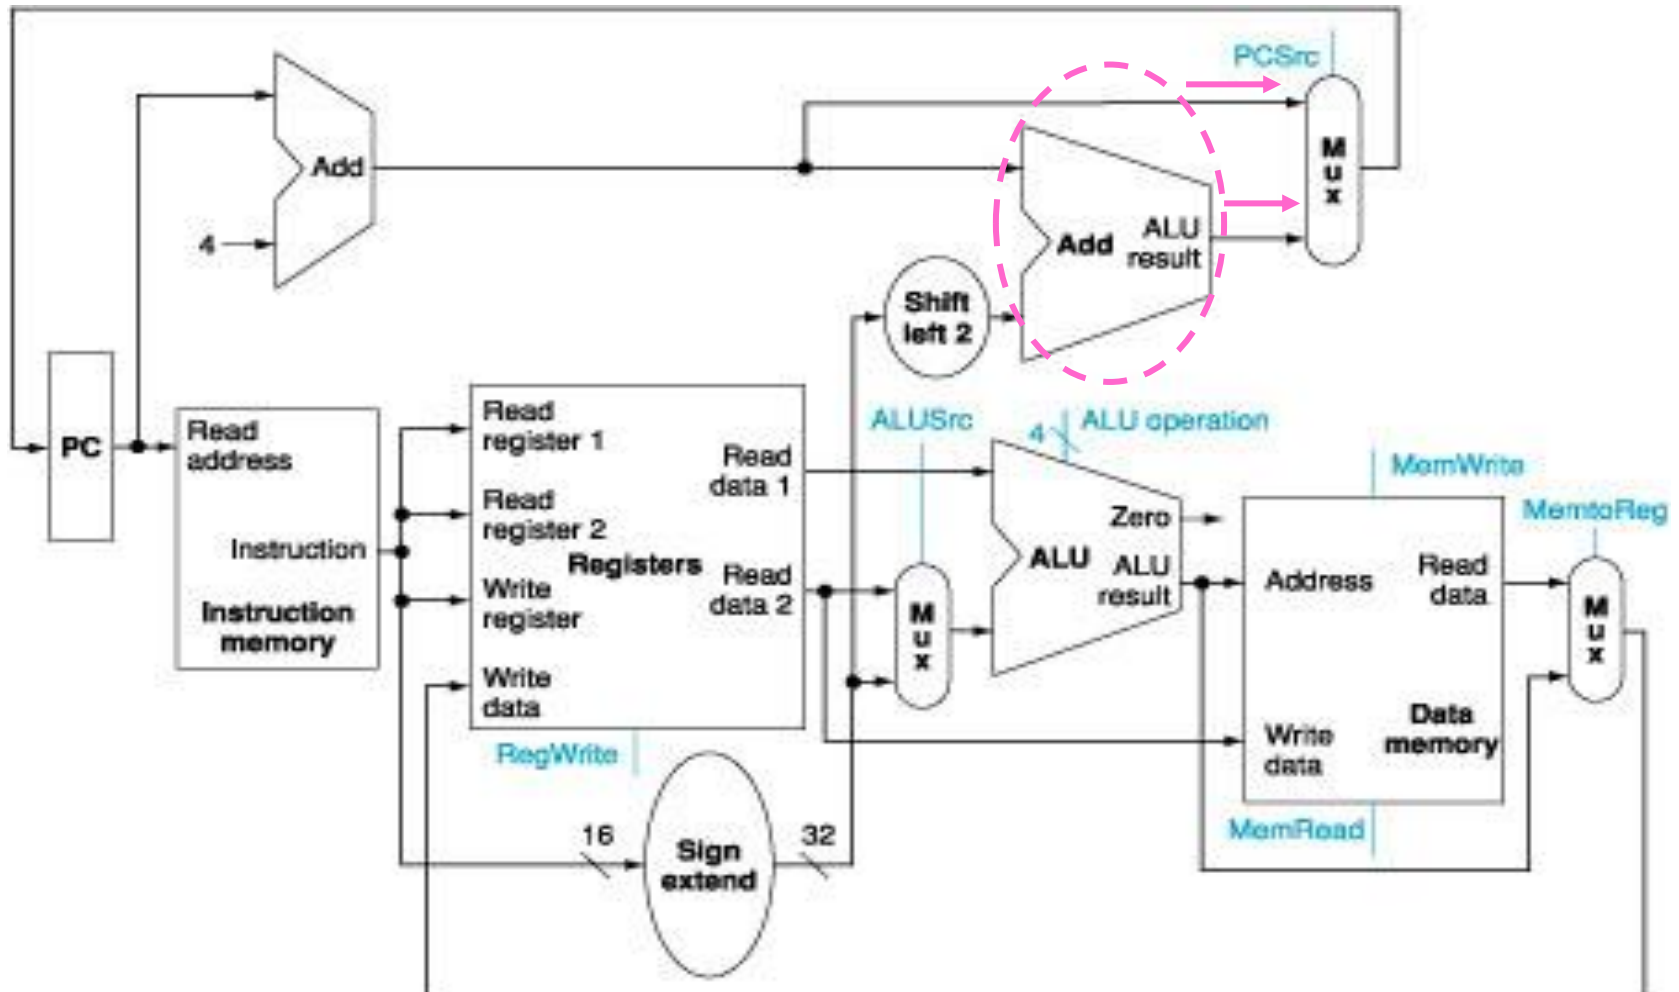 PCSrc
M
u
x
Add
4
Add
ALU
result
Shift
left 2
PC
Read
address
Instruction
Instruction
memory
Read
register 1
Read
register 2
Write
register
Write
data
Registers
Read
data 1
Read
data 2
RegWrite
16
Sign
extend
32
ALUSrc
M
u
x
4
ALU operation
Zero
ALU
ALU
result
MemWrite
Address
Read
data
Write
data
Data
memory
MemRead
MemtoReg
M
u
x